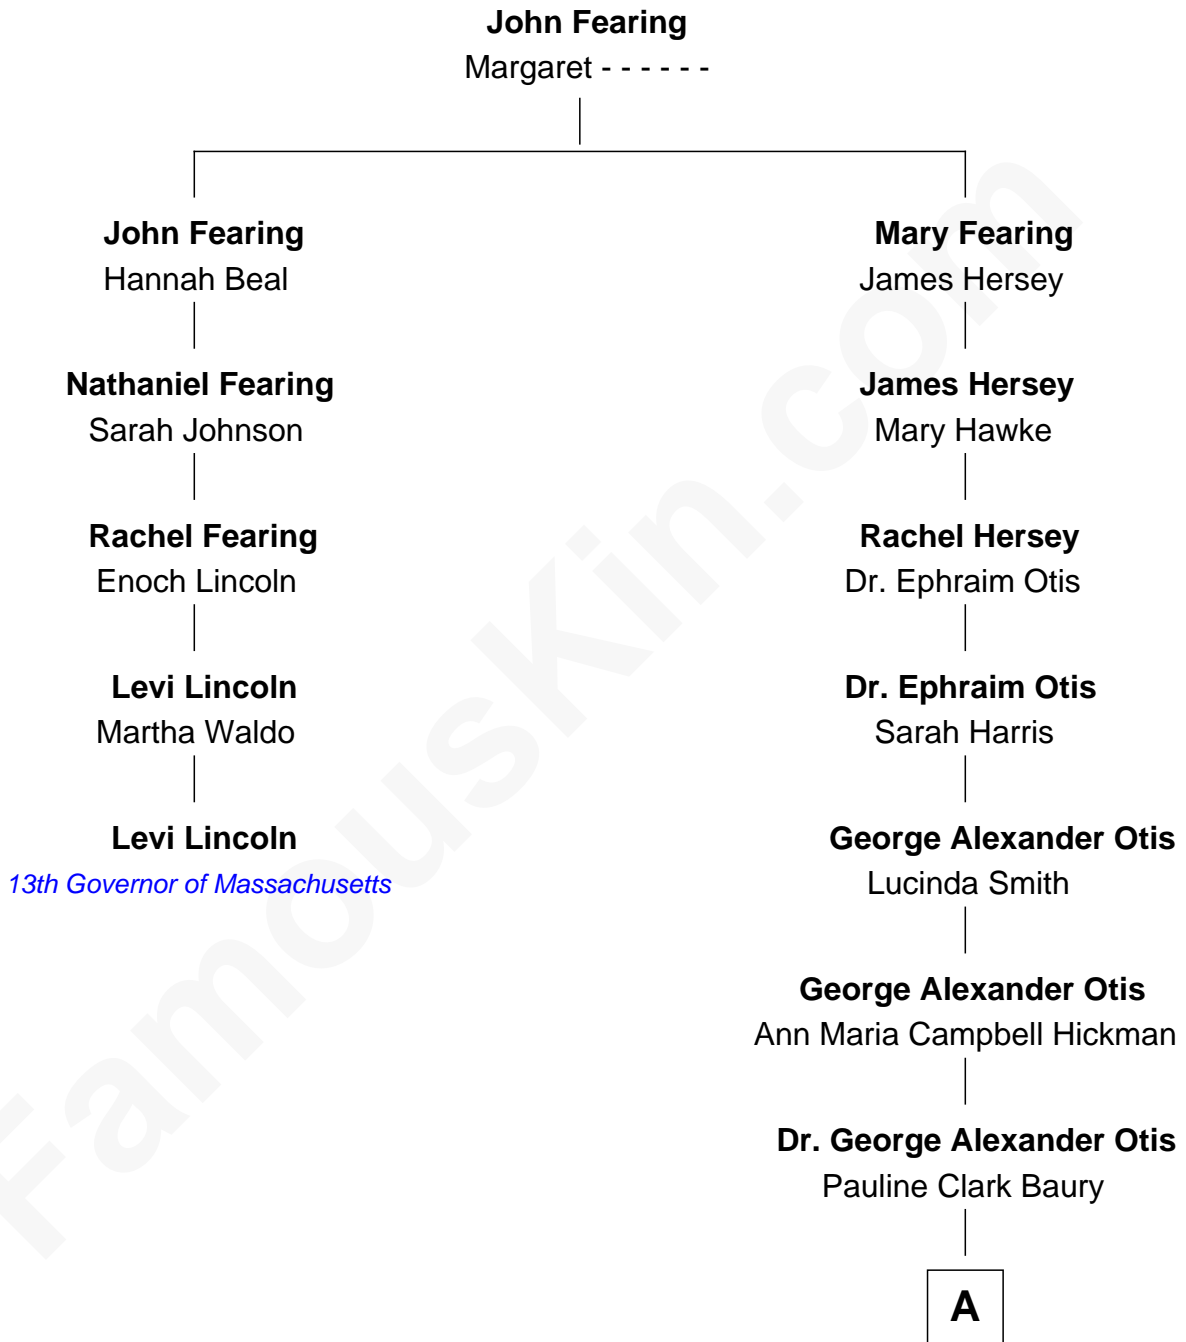 John Fearing
Margaret - - - - - -
John Fearing
Hannah Beal
Nathaniel Fearing
Sarah Johnson
Rachel Fearing
Enoch Lincoln
Levi Lincoln
Martha Waldo
Levi Lincoln
13th Governor of Massachusetts
Mary Fearing
James Hersey
James Hersey
Mary Hawke
Rachel Hersey
Dr. Ephraim Otis
Dr. Ephraim Otis
Sarah Harris
George Alexander Otis
Lucinda Smith
George Alexander Otis
Ann Maria Campbell Hickman
Dr. George Alexander Otis
Pauline Clark Baury
A
FamousKin.com